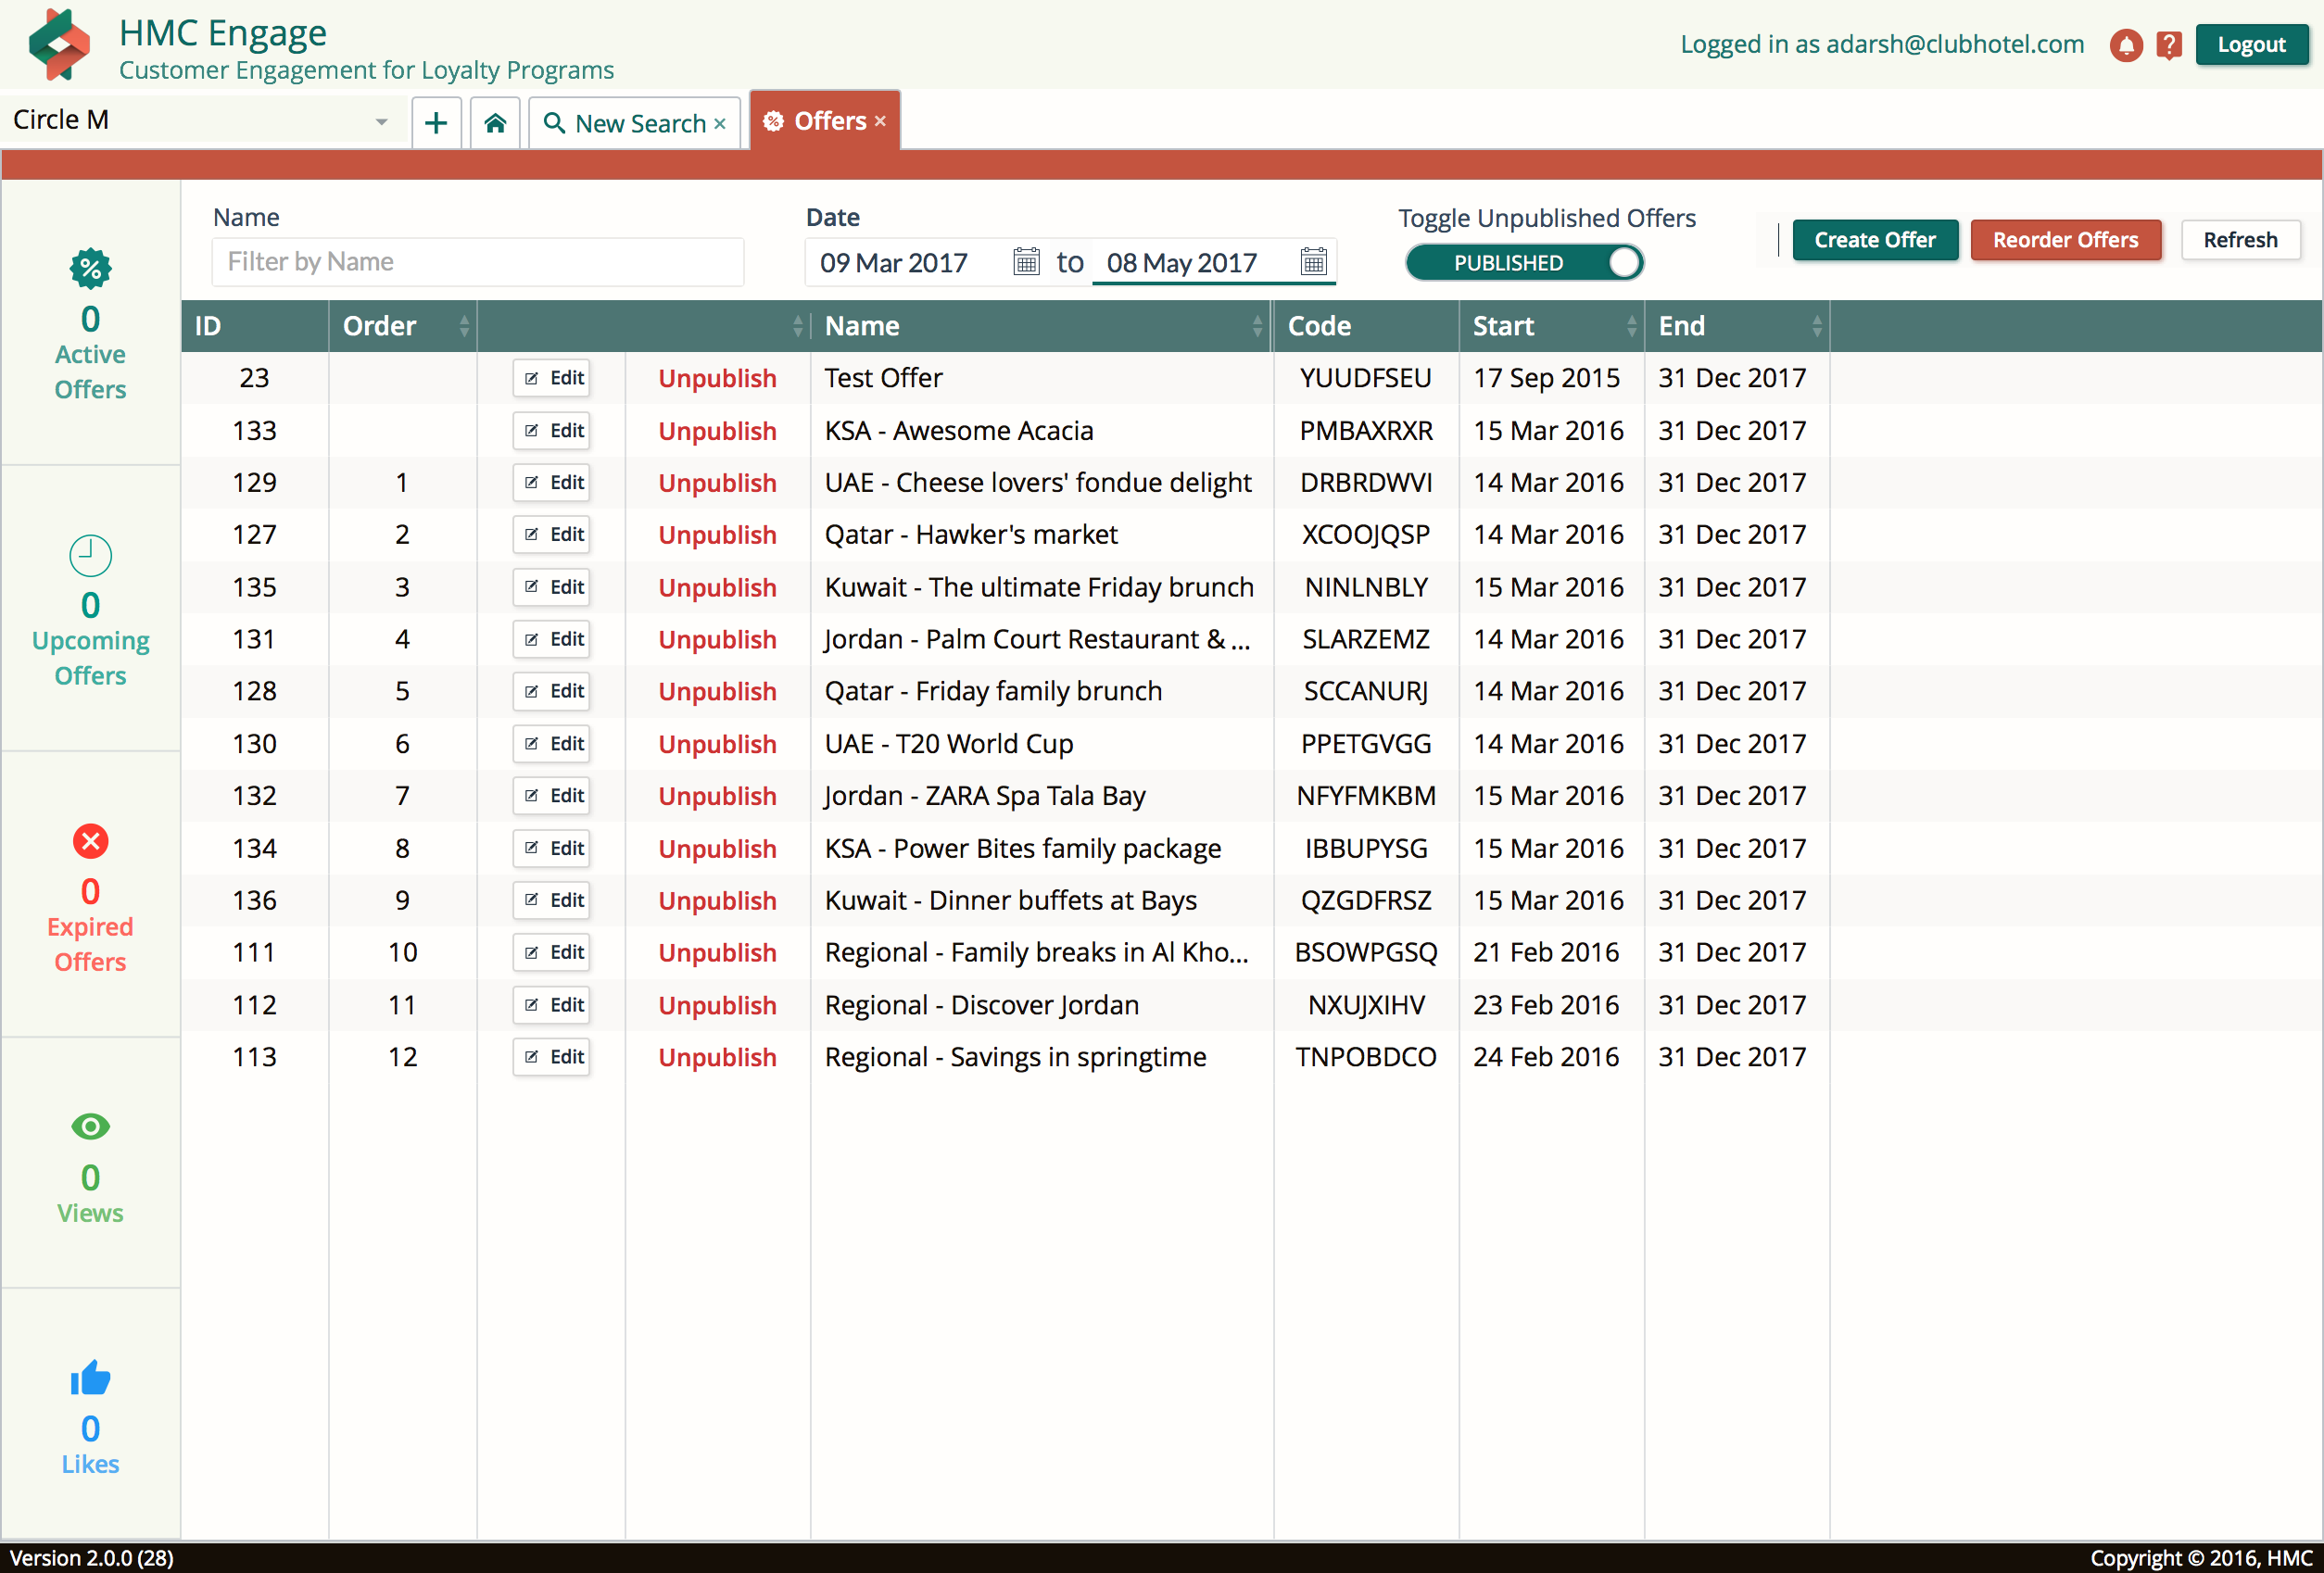 HMC Engage
Customer Engagement for Loyalty Programs
Logged in as adarsh@clubhotel.com
?
Logout
Circle M
New Search ×
Offers ×
Name
Filter by Name
Date
09 Mar 2017 to 08 May 2017
Toggle Unpublished Offers
PUBLISHED
Create Offer
Reorder Offers
Refresh
%
0
Active
Offers
0
Upcoming
Offers
0
Expired
Offers
0
Views
0
Likes
ID Order Name Code Start End
23 Edit Unpublish Test Offer YUUDFSEU 17 Sep 2015 31 Dec 2017
133 Edit Unpublish KSA - Awesome Acacia PMBAXRXR 15 Mar 2016 31 Dec 2017
129 1 Edit Unpublish UAE - Cheese lovers' fondue delight DRBRDWVI 14 Mar 2016 31 Dec 2017
127 2 Edit Unpublish Qatar - Hawker's market XCOOJQSP 14 Mar 2016 31 Dec 2017
135 3 Edit Unpublish Kuwait - The ultimate Friday brunch NINLNBLY 15 Mar 2016 31 Dec 2017
131 4 Edit Unpublish Jordan - Palm Court Restaurant & ... SLARZEMZ 14 Mar 2016 31 Dec 2017
128 5 Edit Unpublish Qatar - Friday family brunch SCCANURJ 14 Mar 2016 31 Dec 2017
130 6 Edit Unpublish UAE - T20 World Cup PPETGVGG 14 Mar 2016 31 Dec 2017
132 7 Edit Unpublish Jordan - ZARA Spa Tala Bay NFYFMKBM 15 Mar 2016 31 Dec 2017
134 8 Edit Unpublish KSA - Power Bites family package IBBUPYSG 15 Mar 2016 31 Dec 2017
136 9 Edit Unpublish Kuwait - Dinner buffets at Bays QZGDFRSZ 15 Mar 2016 31 Dec 2017
111 10 Edit Unpublish Regional - Family breaks in Al Kho... BSOWPGSQ 21 Feb 2016 31 Dec 2017
112 11 Edit Unpublish Regional - Discover Jordan NXUJXIHV 23 Feb 2016 31 Dec 2017
113 12 Edit Unpublish Regional - Savings in springtime TNPOBDCO 24 Feb 2016 31 Dec 2017
Version 2.0.0 (28)
Copyright © 2016, HMC